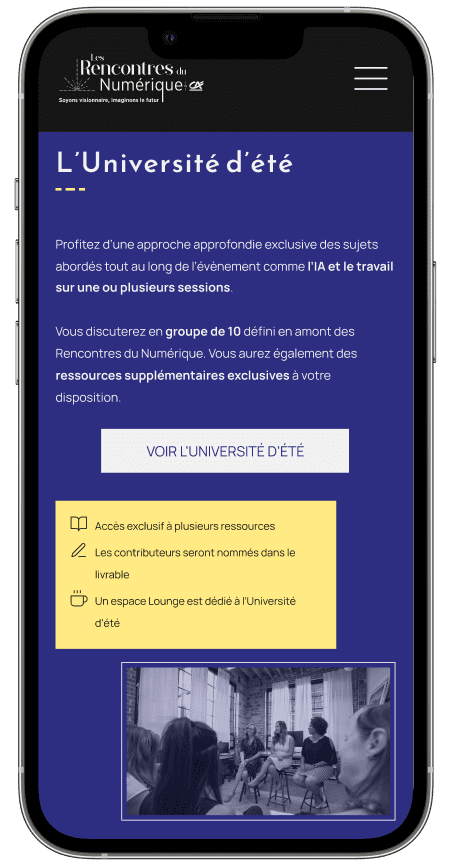 Les
Rencontres du
Numérique CA
Soyons visionnaire, imaginons le futur
L'Université d'été
Profitez d'une approche approfondie exclusive des sujets
abordés tout au long de l'évènement comme l'IA et le travail
sur une ou plusieurs sessions.
Vous discuterez en groupe de 10 défini en amont des
Rencontres du Numérique. Vous aurez également des
ressources supplémentaires exclusives à votre
disposition.
VOIR L'UNIVERSITÉ D'ÉTÉ
Accès exclusif à plusieurs ressources
Les contributeurs seront nommés dans le
livrable
Un espace Lounge est dédié à l'Université
d'été